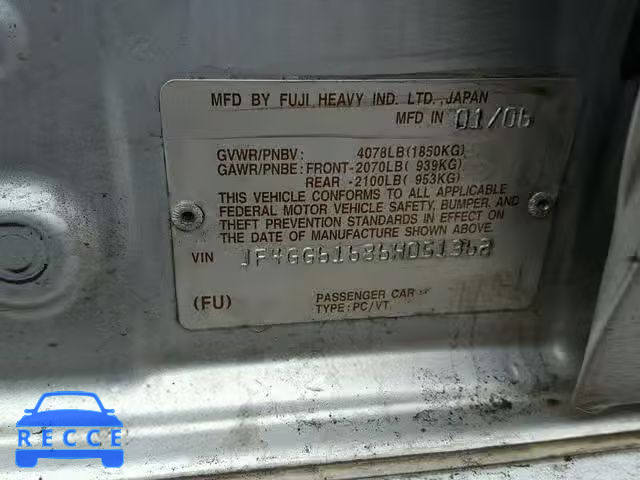 MFD BY FUJI HEAVY IND. LTD.,JAPAN
MFD IN 01/06
GVWR/PNBV: 4078LB(1850KG)
GAWR/PNBE: FRONT-2070LB( 939KG)
REAR -2100LB( 953KG)
THIS VEHICLE CONFORMS TO ALL APPLICABLE
FEDERAL MOTOR VEHICLE SAFETY, BUMPER, AND
THEFT PREVENTION STANDARDS IN EFFECT ON
THE DATE OF MANUFACTURE SHOWN ABOVE.
VIN JF4GG61686H051362
(FU) PASSENGER CAR
TYPE: PC/VT
RECCE